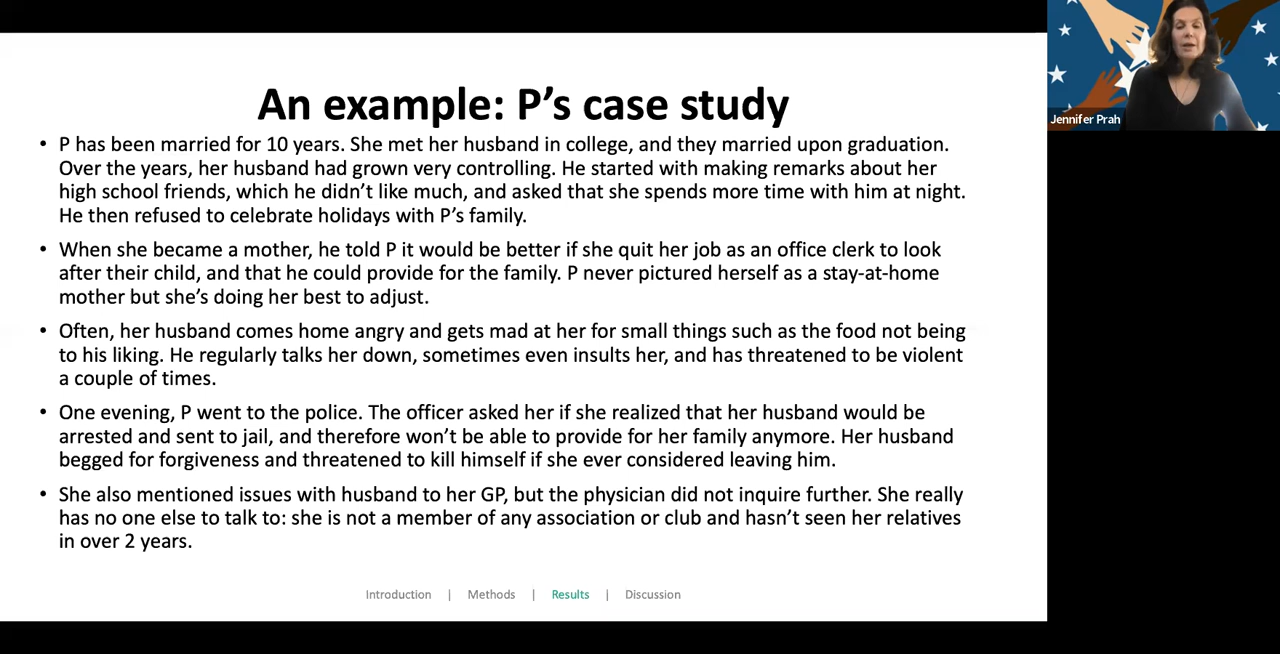 An example: P's case study
• P has been married for 10 years. She met her husband in college, and they married upon graduation.
Over the years, her husband had grown very controlling. He started with making remarks about her
high school friends, which he didn't like much, and asked that she spends more time with him at night.
He then refused to celebrate holidays with P's family.
• When she became a mother, he told P it would be better if she quit her job as an office clerk to look
after their child, and that he could provide for the family. P never pictured herself as a stay-at-home
mother but she's doing her best to adjust.
• Often, her husband comes home angry and gets mad at her for small things such as the food not being
to his liking. He regularly talks her down, sometimes even insults her, and has threatened to be violent
a couple of times.
• One evening, P went to the police. The officer asked her if she realized that her husband would be
arrested and sent to jail, and therefore won't be able to provide for her family anymore. Her husband
begged for forgiveness and threatened to kill himself if she ever considered leaving him.
• She also mentioned issues with husband to her GP, but the physician did not inquire further. She really
has no one else to talk to: she is not a member of any association or club and hasn't seen her relatives
in over 2 years.
Introduction | Methods | Results | Discussion
Jennifer Prah